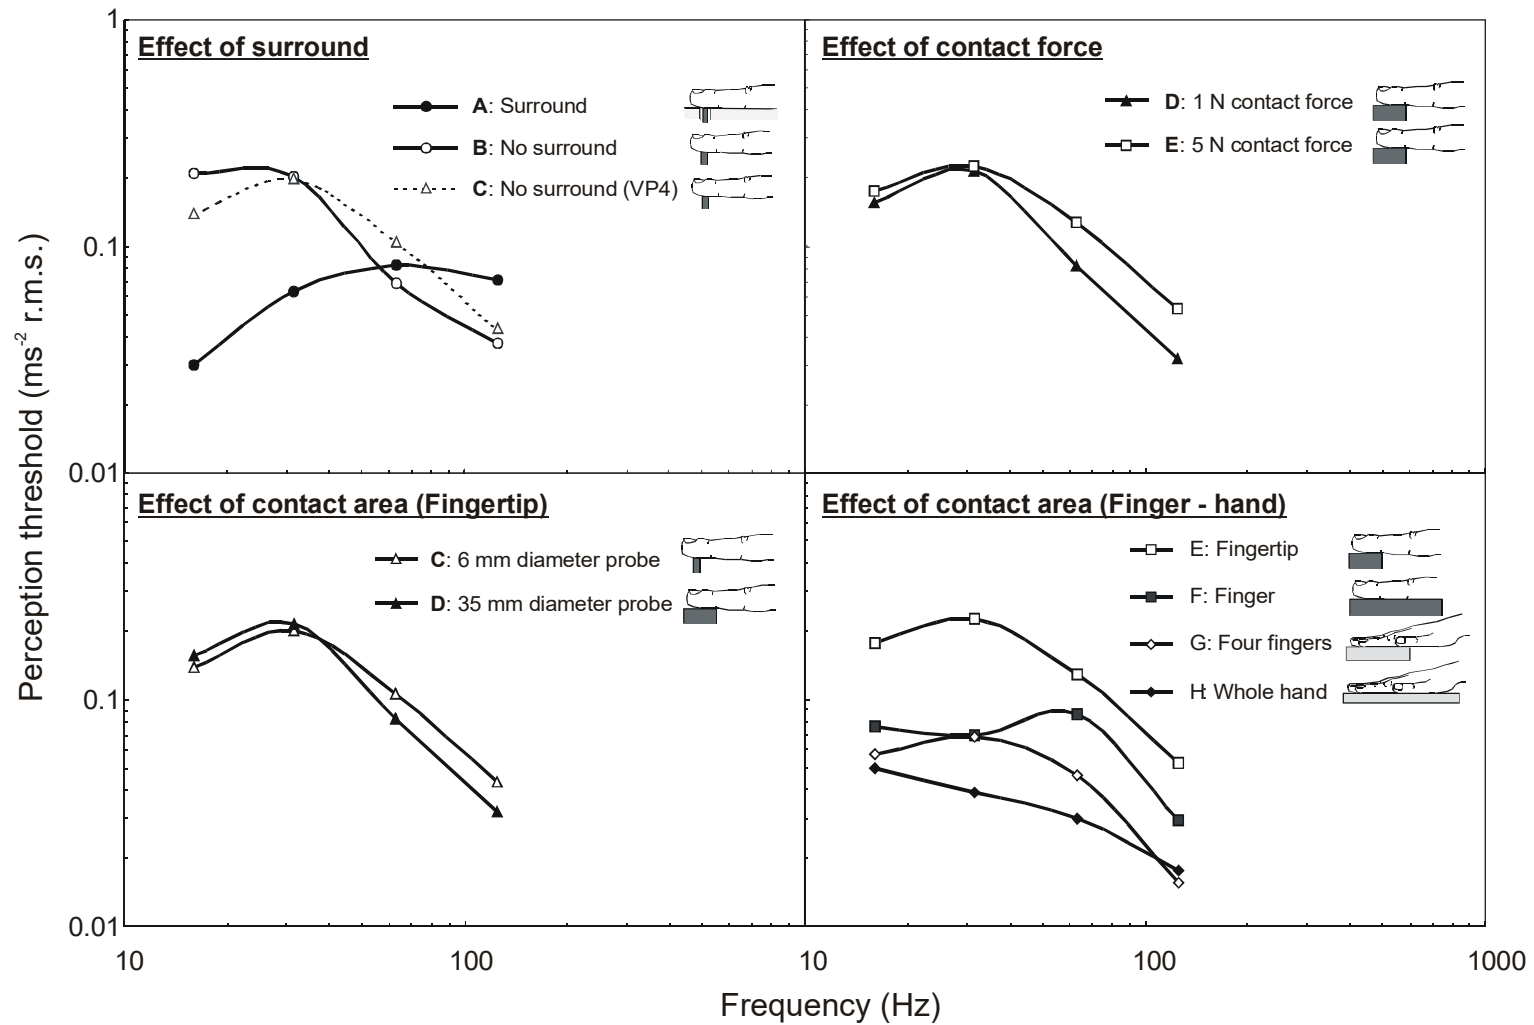 1
Effect of surround
A: Surround
B: No surround
C: No surround (VP4)
Effect of contact force
D: 1 N contact force
E: 5 N contact force
0.1
0.01
Perception threshold (ms-2 r.m.s.)
Effect of contact area (Fingertip)
C: 6 mm diameter probe
D: 35 mm diameter probe
Effect of contact area (Finger - hand)
E: Fingertip
F: Finger
G: Four fingers
H: Whole hand
0.1
0.01
10 100 10 100 1000
Frequency (Hz)